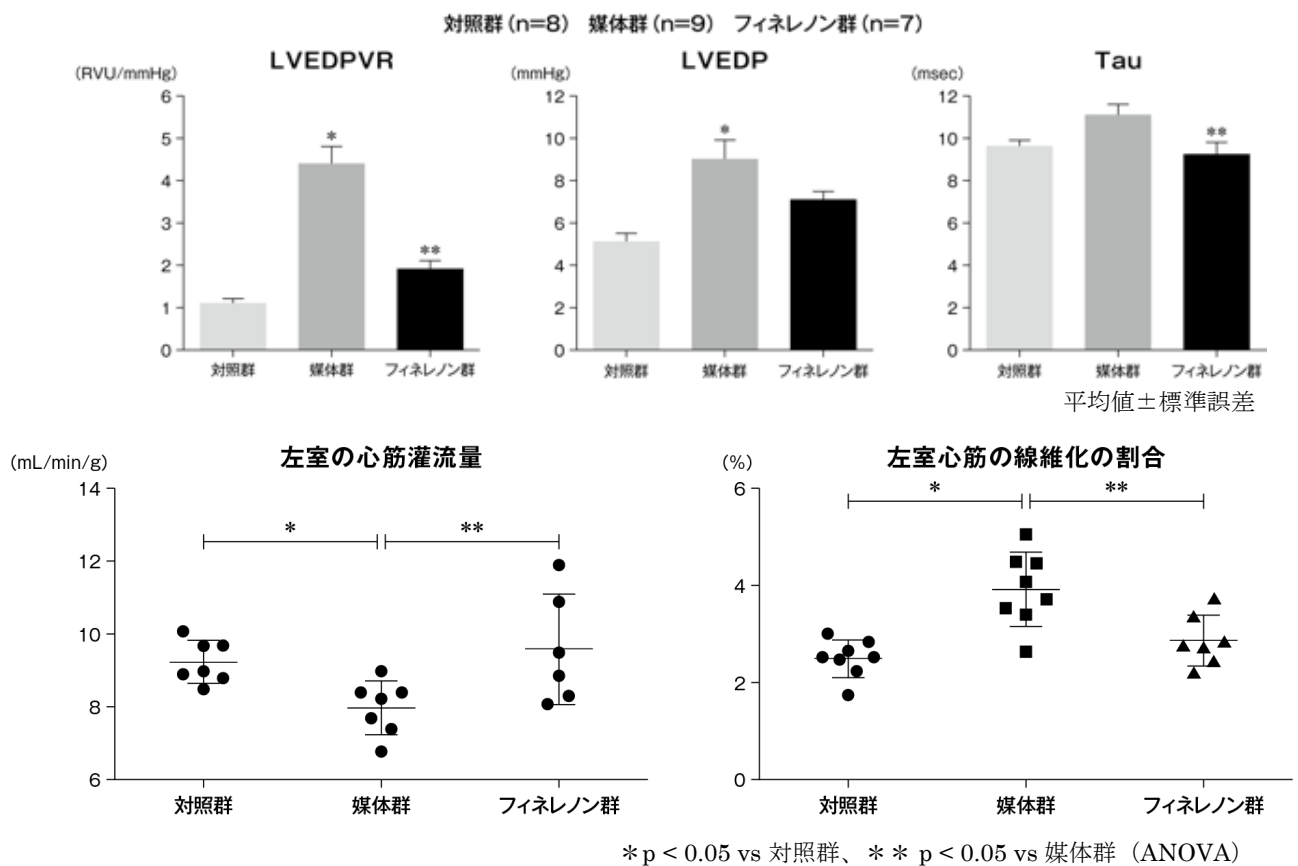 対照群(n=8) 媒体群(n=9) フィネレノン群(n=7)
LVEDPVR
(RVU/mmHg)
6
5
4
3
2
1
0
*
**
対照群 媒体群 フィネレノン群
LVEDP
(mmHg)
12
10
8
6
4
2
0
*
対照群 媒体群 フィネレノン群
Tau
(msec)
12
10
8
6
4
2
0
**
対照群 媒体群 フィネレノン群
平均値±標準誤差
左室の心筋灌流量
(mL/min/g)
14
12
10
8
6
* **
対照群 媒体群 フィネレノン群
左室心筋の線維化の割合
(%)
6
4
2
0
* **
対照群 媒体群 フィネレノン群
*p < 0.05 vs 対照群、** p < 0.05 vs 媒体群（ANOVA）